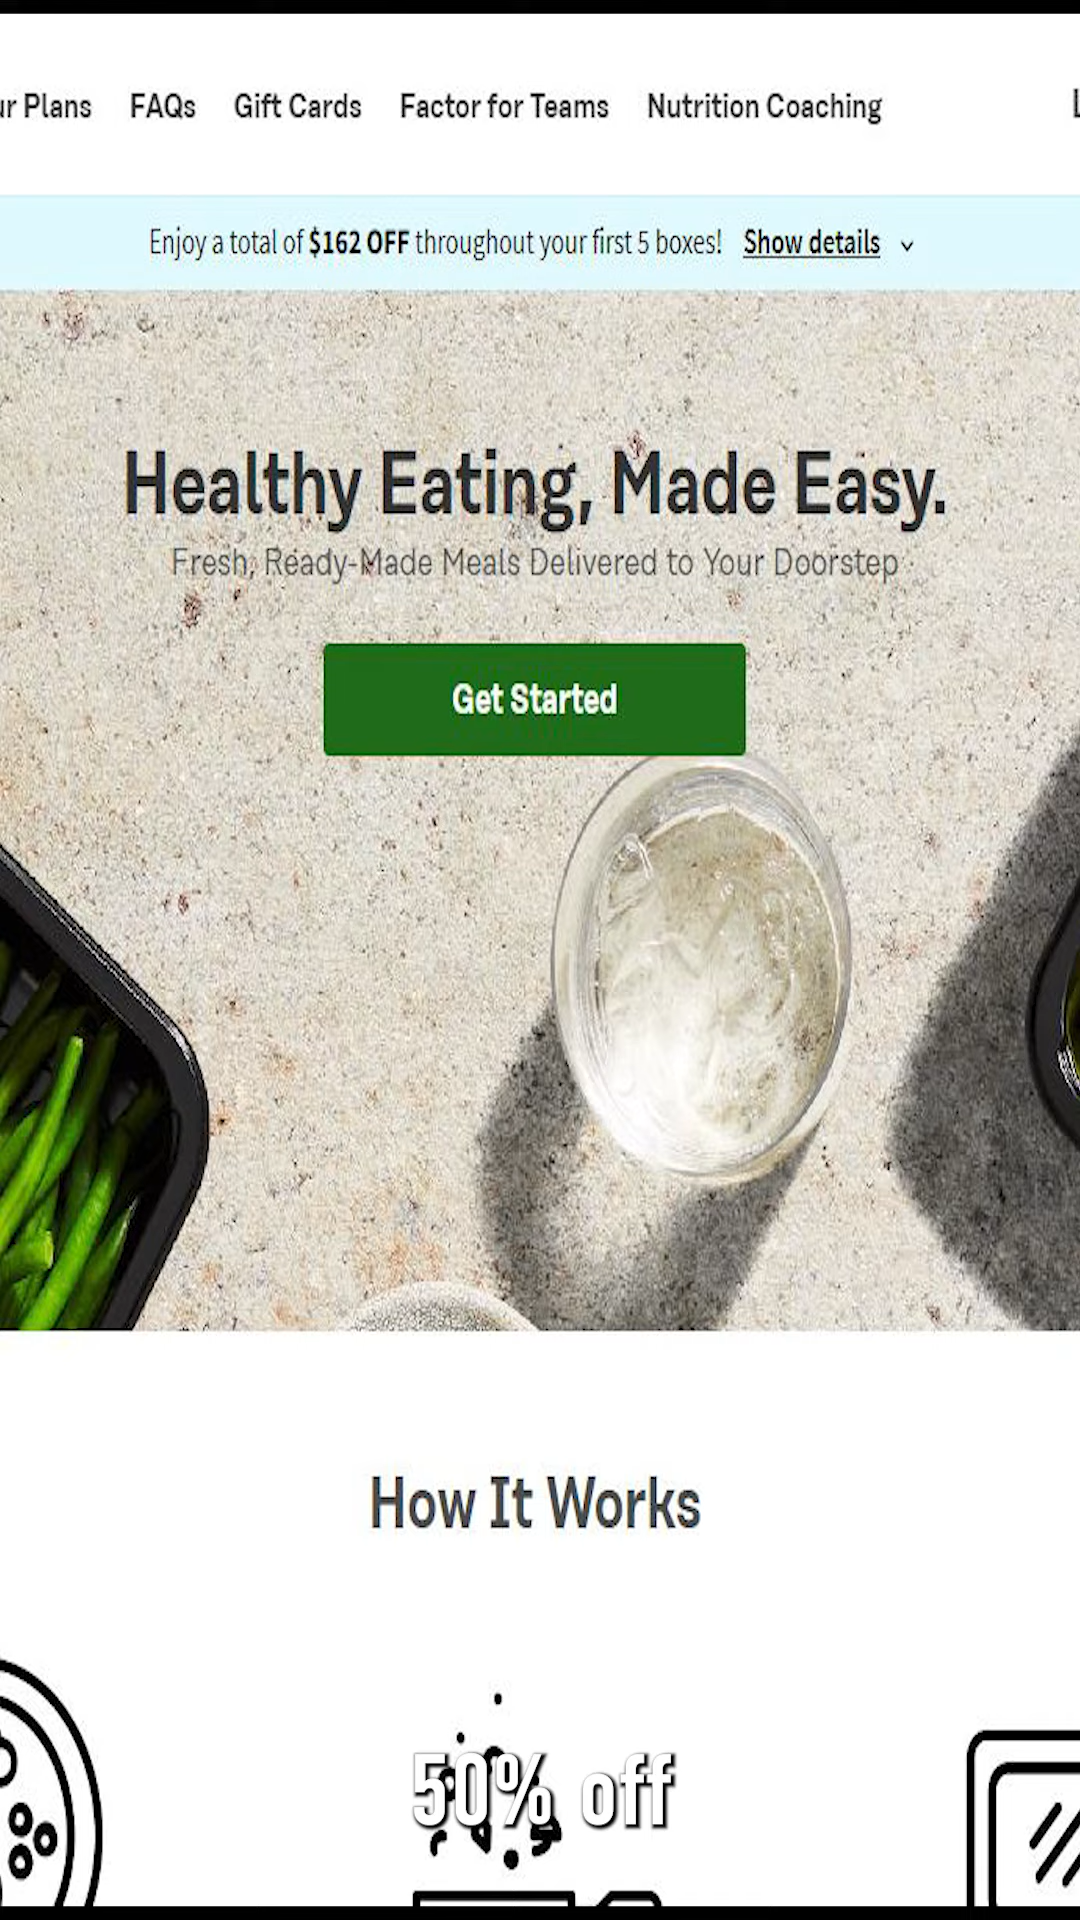 ur Plans FAQs Gift Cards Factor for Teams Nutrition Coaching
Enjoy a total of $162 OFF throughout your first 5 boxes! Show details
Healthy Eating, Made Easy.
Fresh, Ready-Made Meals Delivered to Your Doorstep
Get Started
How It Works
50% off